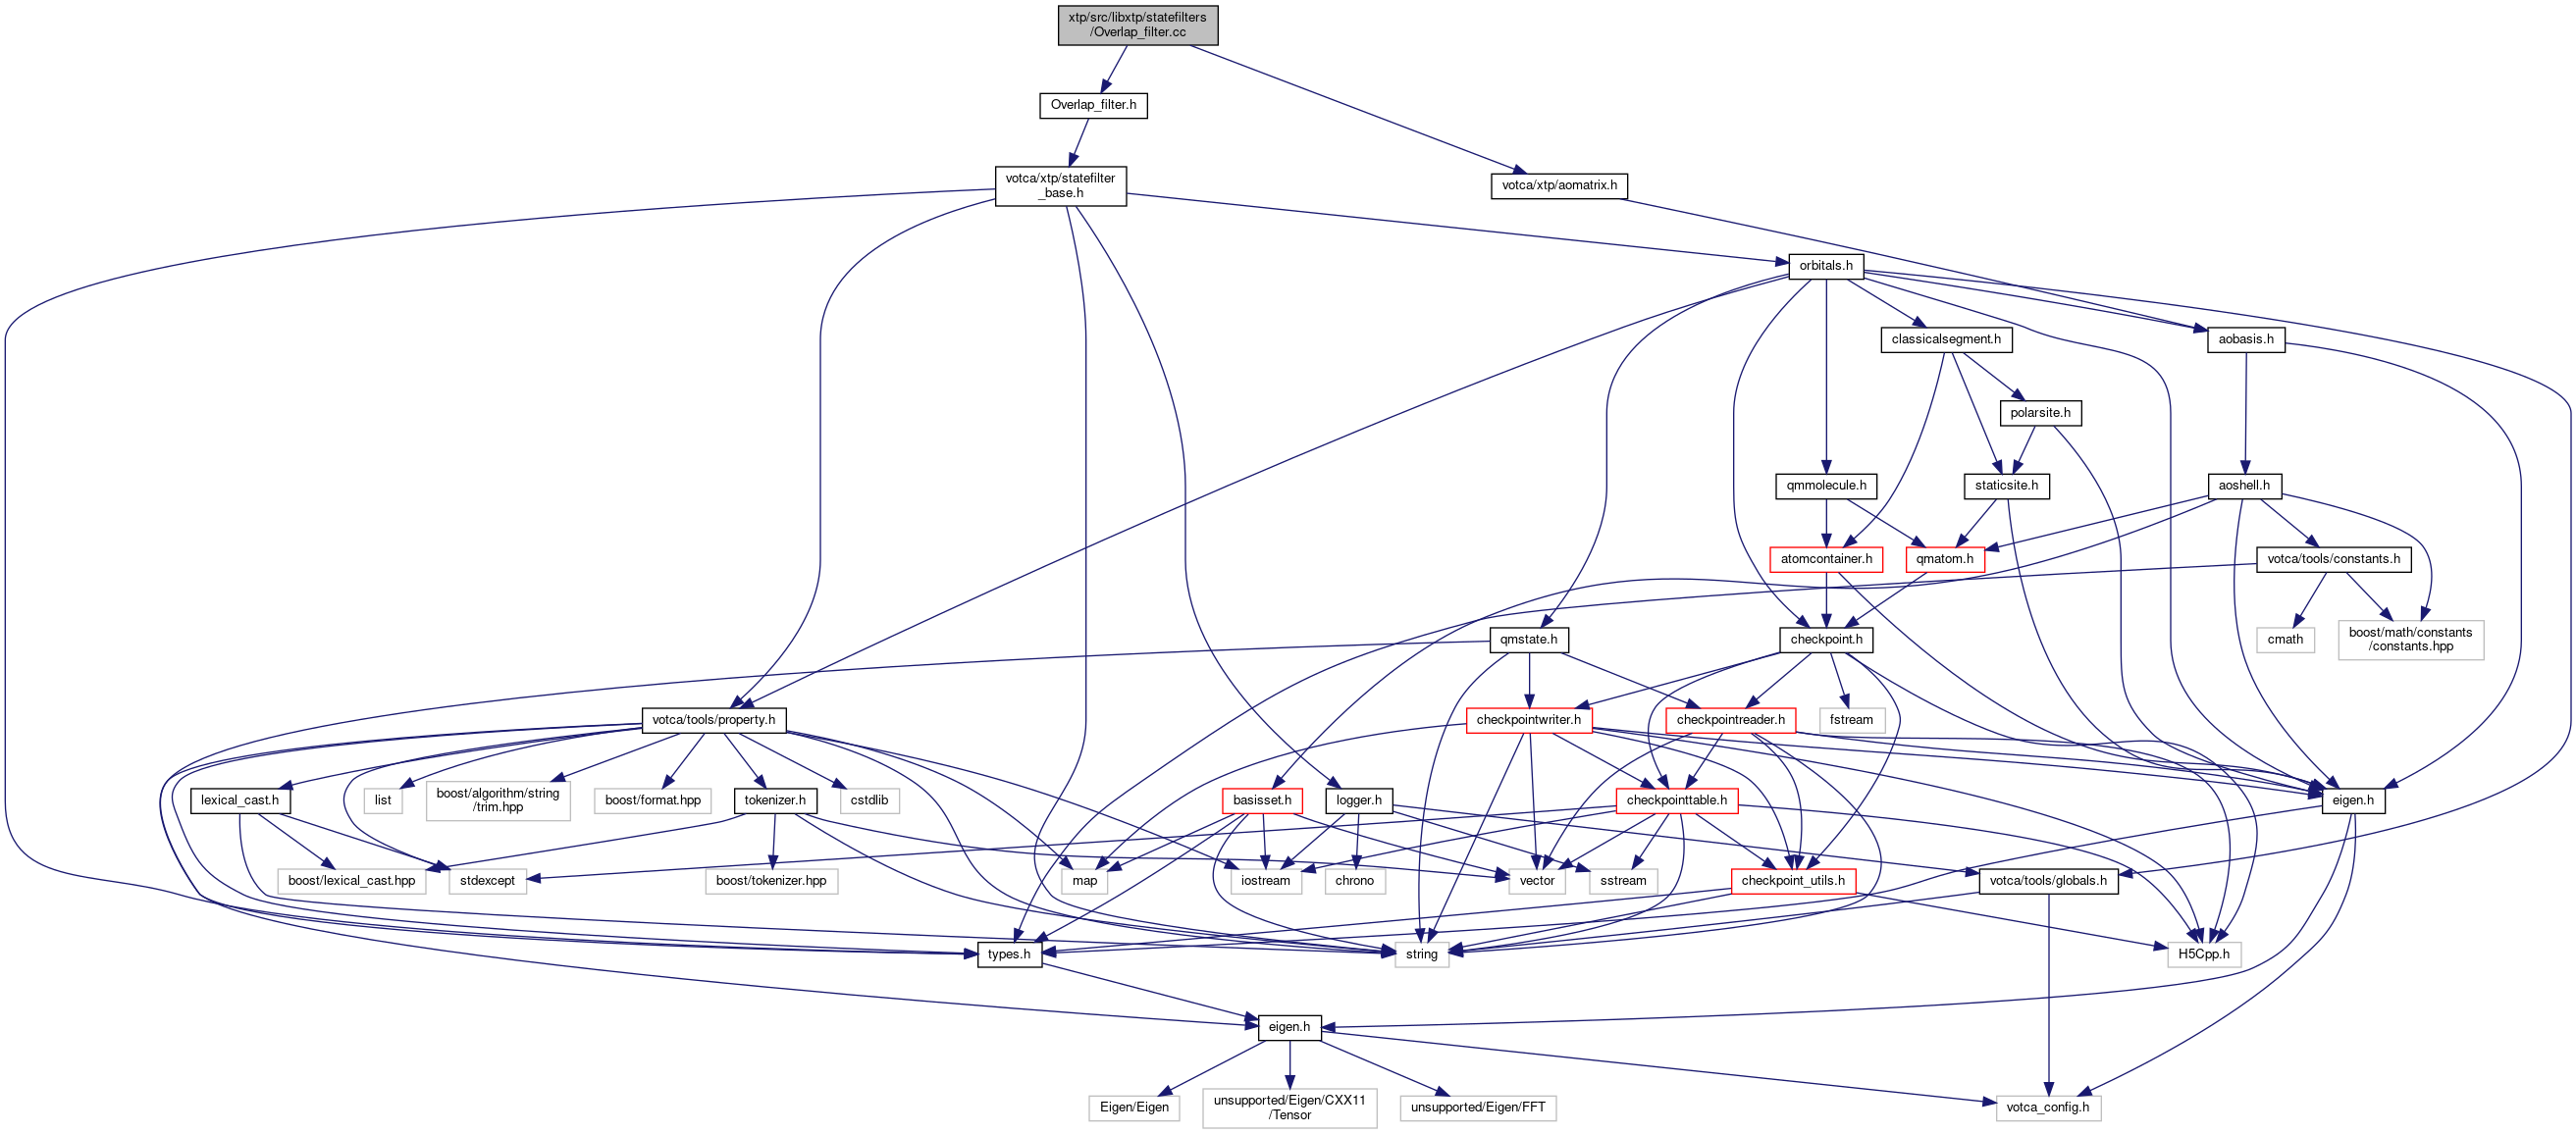 xtp/src/libxtp/statefilters
/Overlap_filter.cc
Overlap_filter.h
votca/xtp/statefilter
_base.h
votca/xtp/aomatrix.h
orbitals.h
classicalsegment.h
aobasis.h
polarsite.h
qmmolecule.h
staticsite.h
aoshell.h
atomcontainer.h
qmatom.h
votca/tools/constants.h
qmstate.h
checkpoint.h
cmath
boost/math/constants
/constants.hpp
votca/tools/property.h
checkpointwriter.h
checkpointreader.h
fstream
lexical_cast.h
list
boost/algorithm/string
/trim.hpp
boost/format.hpp
tokenizer.h
cstdlib
basisset.h
logger.h
checkpointtable.h
eigen.h
boost/lexical_cast.hpp
stdexcept
boost/tokenizer.hpp
map
iostream
chrono
vector
sstream
checkpoint_utils.h
votca/tools/globals.h
types.h
string
H5Cpp.h
eigen.h
Eigen/Eigen
unsupported/Eigen/CXX11
/Tensor
unsupported/Eigen/FFT
votca_config.h